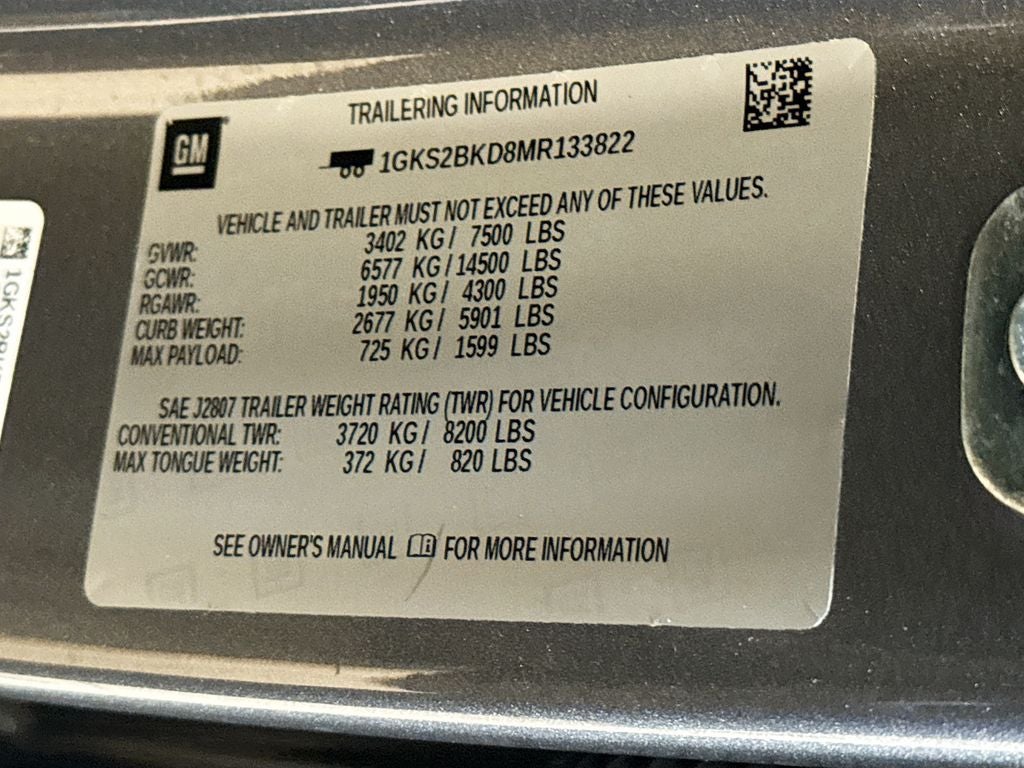 GM
TRAILERING INFORMATION
1GKS2BKD8MR133822
VEHICLE AND TRAILER MUST NOT EXCEED ANY OF THESE VALUES.
GVWR: 3402 KG / 7500 LBS
GCWR: 6577 KG / 14500 LBS
RGAWR: 1950 KG / 4300 LBS
CURB WEIGHT: 2677 KG / 5901 LBS
MAX PAYLOAD: 725 KG / 1599 LBS
SAE J2807 TRAILER WEIGHT RATING (TWR) FOR VEHICLE CONFIGURATION.
CONVENTIONAL TWR: 3720 KG / 8200 LBS
MAX TONGUE WEIGHT: 372 KG / 820 LBS
SEE OWNER'S MANUAL FOR MORE INFORMATION
1GKS2B